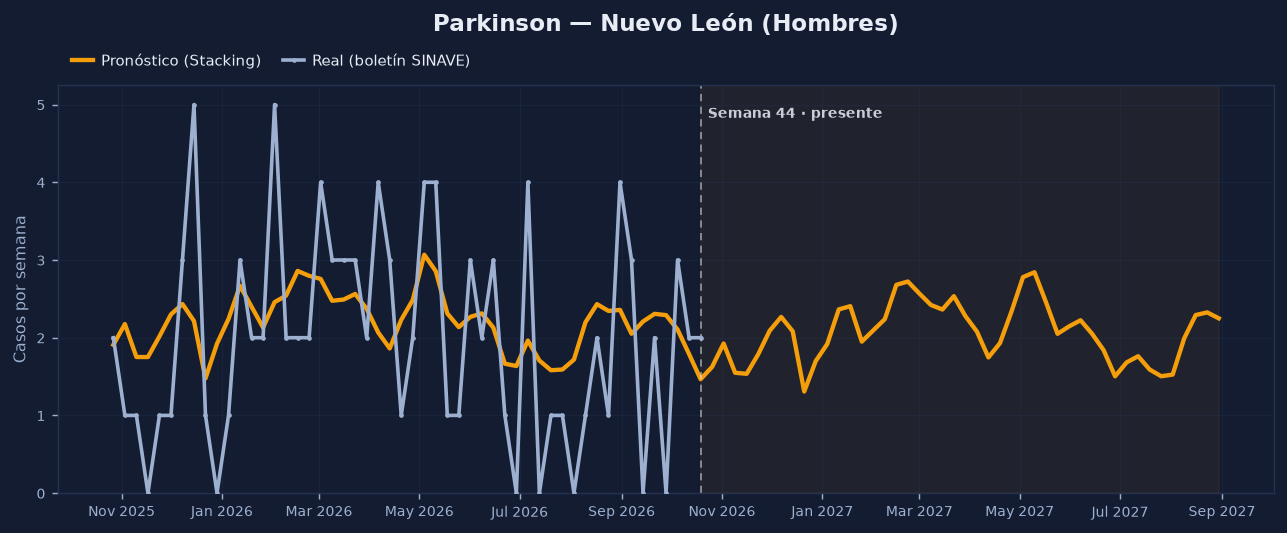 Parkinson — Nuevo León (Hombres)
Pronóstico (Stacking)
Real (boletín SINAVE)
Semana 44 · presente
Casos por semana
5
4
3
2
1
0
Nov 2025
Jan 2026
Mar 2026
May 2026
Jul 2026
Sep 2026
Nov 2026
Jan 2027
Mar 2027
May 2027
Jul 2027
Sep 2027